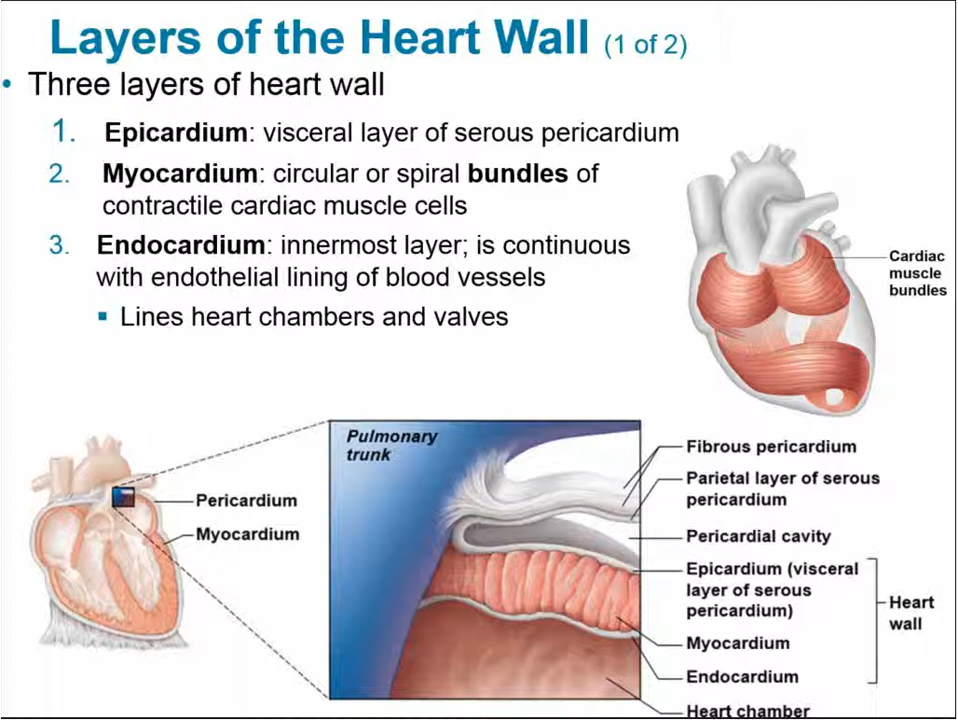 Layers of the Heart Wall (1 of 2)
• Three layers of heart wall
1. Epicardium: visceral layer of serous pericardium
2. Myocardium: circular or spiral bundles of
contractile cardiac muscle cells
3. Endocardium: innermost layer; is continuous
with endothelial lining of blood vessels
▪ Lines heart chambers and valves
Cardiac
muscle
bundles
Pericardium
Myocardium
Pulmonary
trunk
Fibrous pericardium
Parietal layer of serous
pericardium
Pericardial cavity
Epicardium (visceral
layer of serous
pericardium)
Myocardium
Endocardium
Heart chamber
Heart
wall